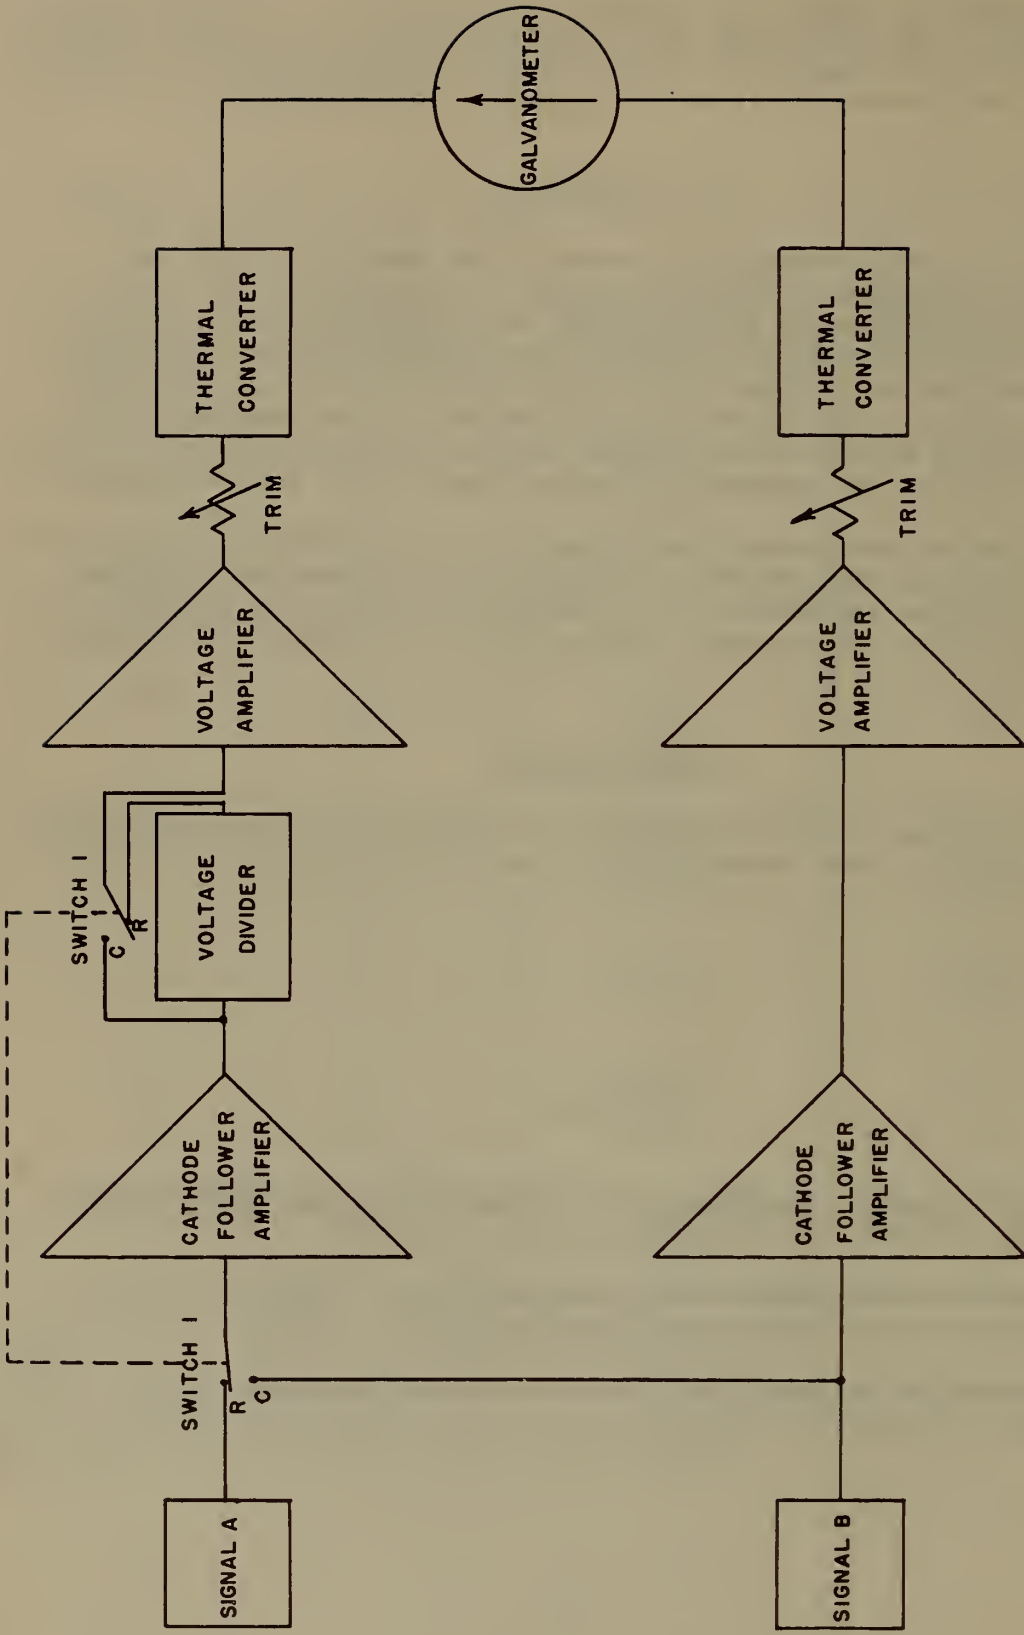 SIGNAL A
SWITCH I
R
C
CATHODE
FOLLOWER
AMPLIFIER
SWITCH I
C
R
VOLTAGE
DIVIDER
VOLTAGE
AMPLIFIER
TRIM
THERMAL
CONVERTER
GALVANOMETER
SIGNAL B
CATHODE
FOLLOWER
AMPLIFIER
VOLTAGE
AMPLIFIER
TRIM
THERMAL
CONVERTER